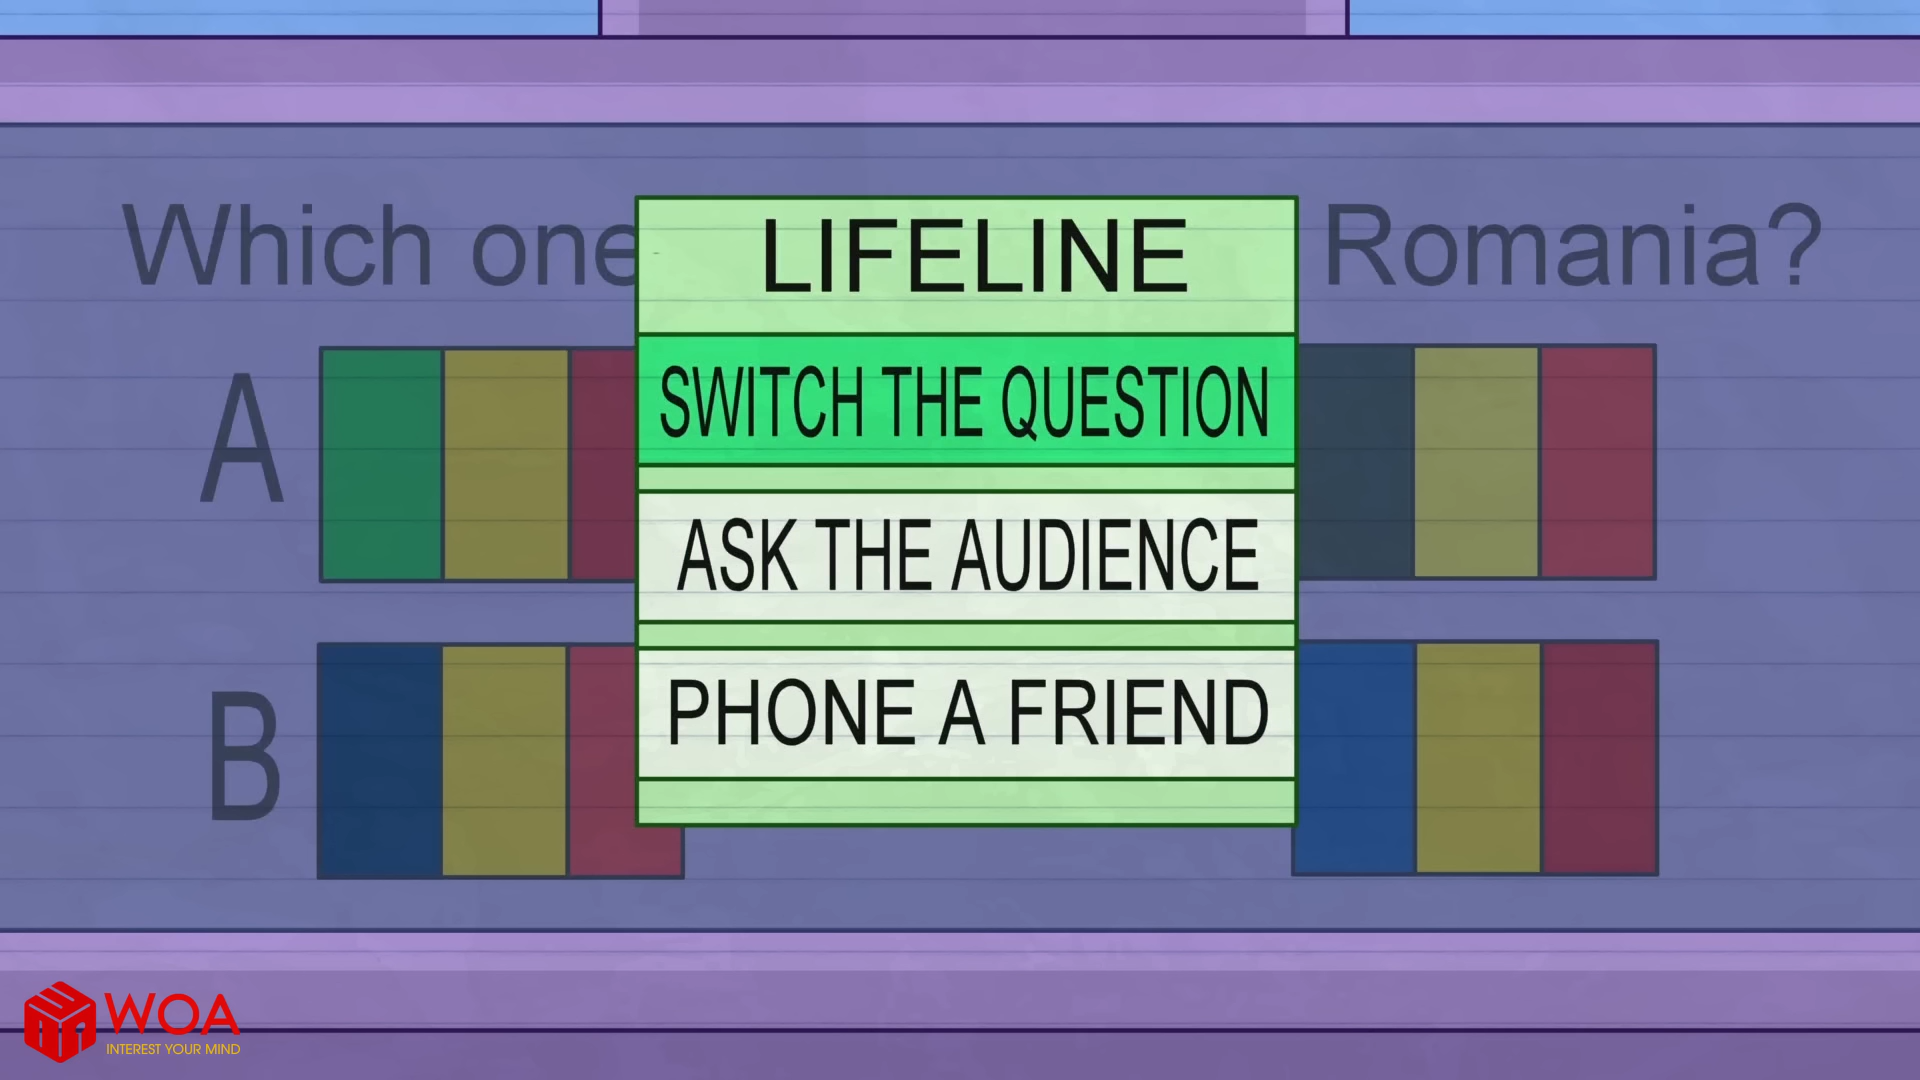 Which one Romania?
LIFELINE
SWITCH THE QUESTION
A
ASK THE AUDIENCE
B
PHONE A FRIEND
WOA
INTEREST YOUR MIND